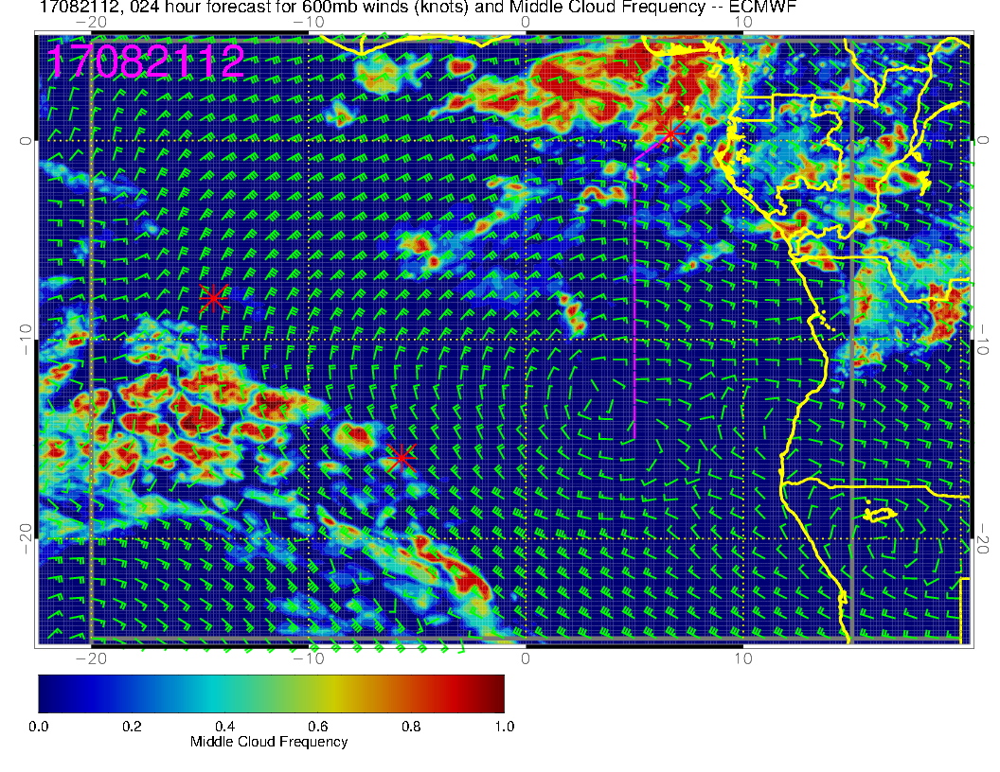 17082112, 024 hour forecast for 600mb winds (knots) and Middle Cloud Frequency -- ECMWF
−20 −10 0 10
17082112
0 0
−10 −10
−20 −20
−20 −10 0 10
0.0 0.2 0.4 0.6 0.8 1.0
Middle Cloud Frequency